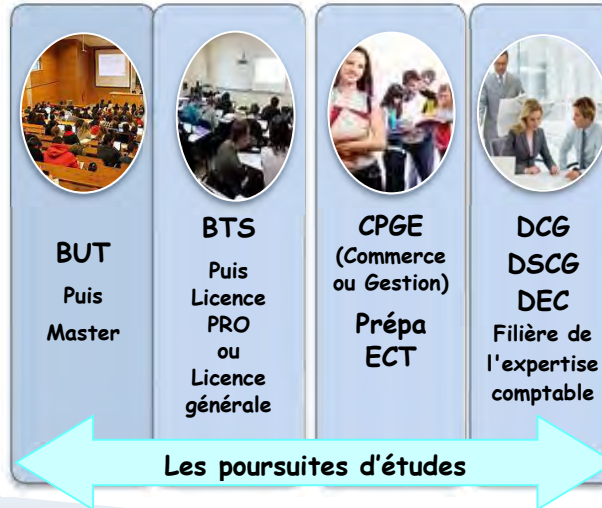 BUT
Puis
Master
BTS
Puis
Licence
PRO
ou
Licence
générale
CPGE
(Commerce
ou Gestion)
Prépa
ECT
DCG
DSCG
DEC
Filière de
l'expertise
comptable
Les poursuites d'études